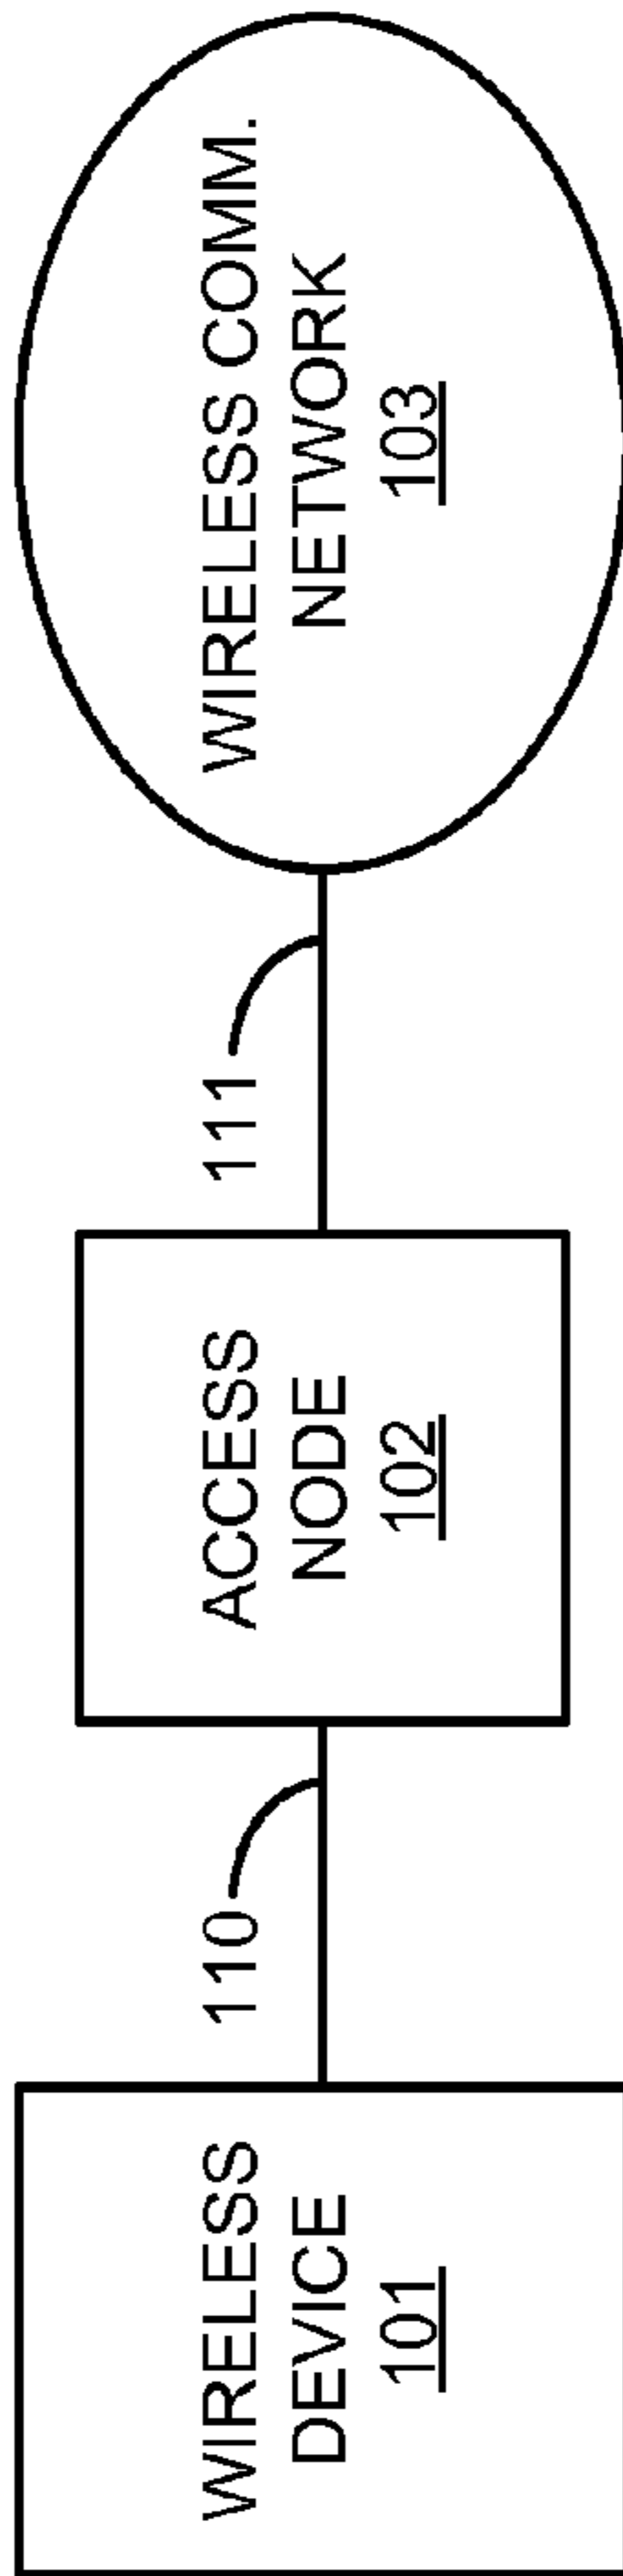 WIRELESS
DEVICE
101
110
ACCESS
NODE
102
111
WIRELESS COMM.
NETWORK
103